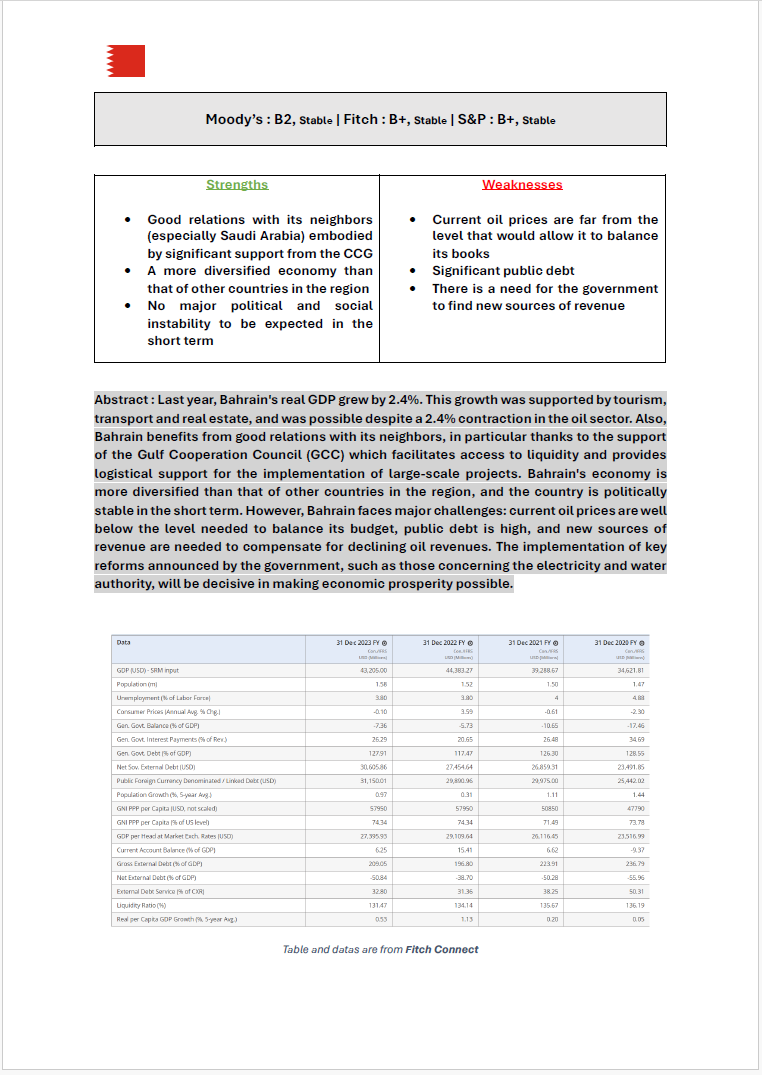 Moody's : B2, Stable | Fitch : B+, Stable | S&P : B+, Stable
Strengths
• Good relations with its neighbors
(especially Saudi Arabia) embodied
by significant support from the CCG
• A more diversified economy than
that of other countries in the region
• No major political and social
instability to be expected in the
short term
Weaknesses
• Current oil prices are far from the
level that would allow it to balance
its books
• Significant public debt
• There is a need for the government
to find new sources of revenue
Abstract : Last year, Bahrain's real GDP grew by 2.4%. This growth was supported by tourism,
transport and real estate, and was possible despite a 2.4% contraction in the oil sector. Also,
Bahrain benefits from good relations with its neighbors, in particular thanks to the support
of the Gulf Cooperation Council (GCC) which facilitates access to liquidity and provides
logistical support for the implementation of large-scale projects. Bahrain's economy is
more diversified than that of other countries in the region, and the country is politically
stable in the short term. However, Bahrain faces major challenges: current oil prices are well
below the level needed to balance its budget, public debt is high, and new sources of
revenue are needed to compensate for declining oil revenues. The implementation of key
reforms announced by the government, such as those concerning the electricity and water
authority, will be decisive in making economic prosperity possible.
Data 31 Dec 2023 FY 31 Dec 2022 FY 31 Dec 2021 FY 31 Dec 2020 FY
Con./IFRS Con./IFRS Con./IFRS Con./IFRS
USD (Millions) USD (Millions) USD (Millions) USD (Millions)
GDP (USD) - SRM input 43,205.00 44,383.27 39,288.67 34,621.81
Population (m) 1.58 1.52 1.50 1.47
Unemployment (% of Labor Force) 3.80 3.80 4 4.88
Consumer Prices (Annual Avg. % Chg.) -0.10 3.59 -0.61 -2.30
Gen. Govt. Balance (% of GDP) -7.36 -5.73 -10.65 -17.46
Gen. Govt. Interest Payments (% of Rev.) 26.29 20.65 26.48 34.69
Gen. Govt. Debt (% of GDP) 127.91 117.47 126.30 128.55
Net Sov. External Debt (USD) 30,605.86 27,454.64 26,859.31 23,491.85
Public Foreign Currency Denominated / Linked Debt (USD) 31,150.01 29,890.96 29,975.00 25,442.02
Population Growth (%, 5-year Avg.) 0.97 0.31 1.11 1.44
GNI PPP per Capita (USD, not scaled) 57950 57950 50850 47790
GNI PPP per Capita (% of US level) 74.34 74.34 71.49 73.78
GDP per Head at Market Exch. Rates (USD) 27,395.93 29,109.64 26,116.45 23,516.99
Current Account Balance (% of GDP) 6.25 15.41 6.62 -9.37
Gross External Debt (% of GDP) 209.05 196.80 223.91 236.79
Net External Debt (% of GDP) -50.84 -38.70 -50.28 -55.96
External Debt Service (% of CXR) 32.80 31.36 38.25 50.31
Liquidity Ratio (%) 131.47 134.14 135.67 136.19
Real per Capita GDP Growth (%, 5-year Avg.) 0.53 1.13 0.20 0.05
Table and datas are from Fitch Connect